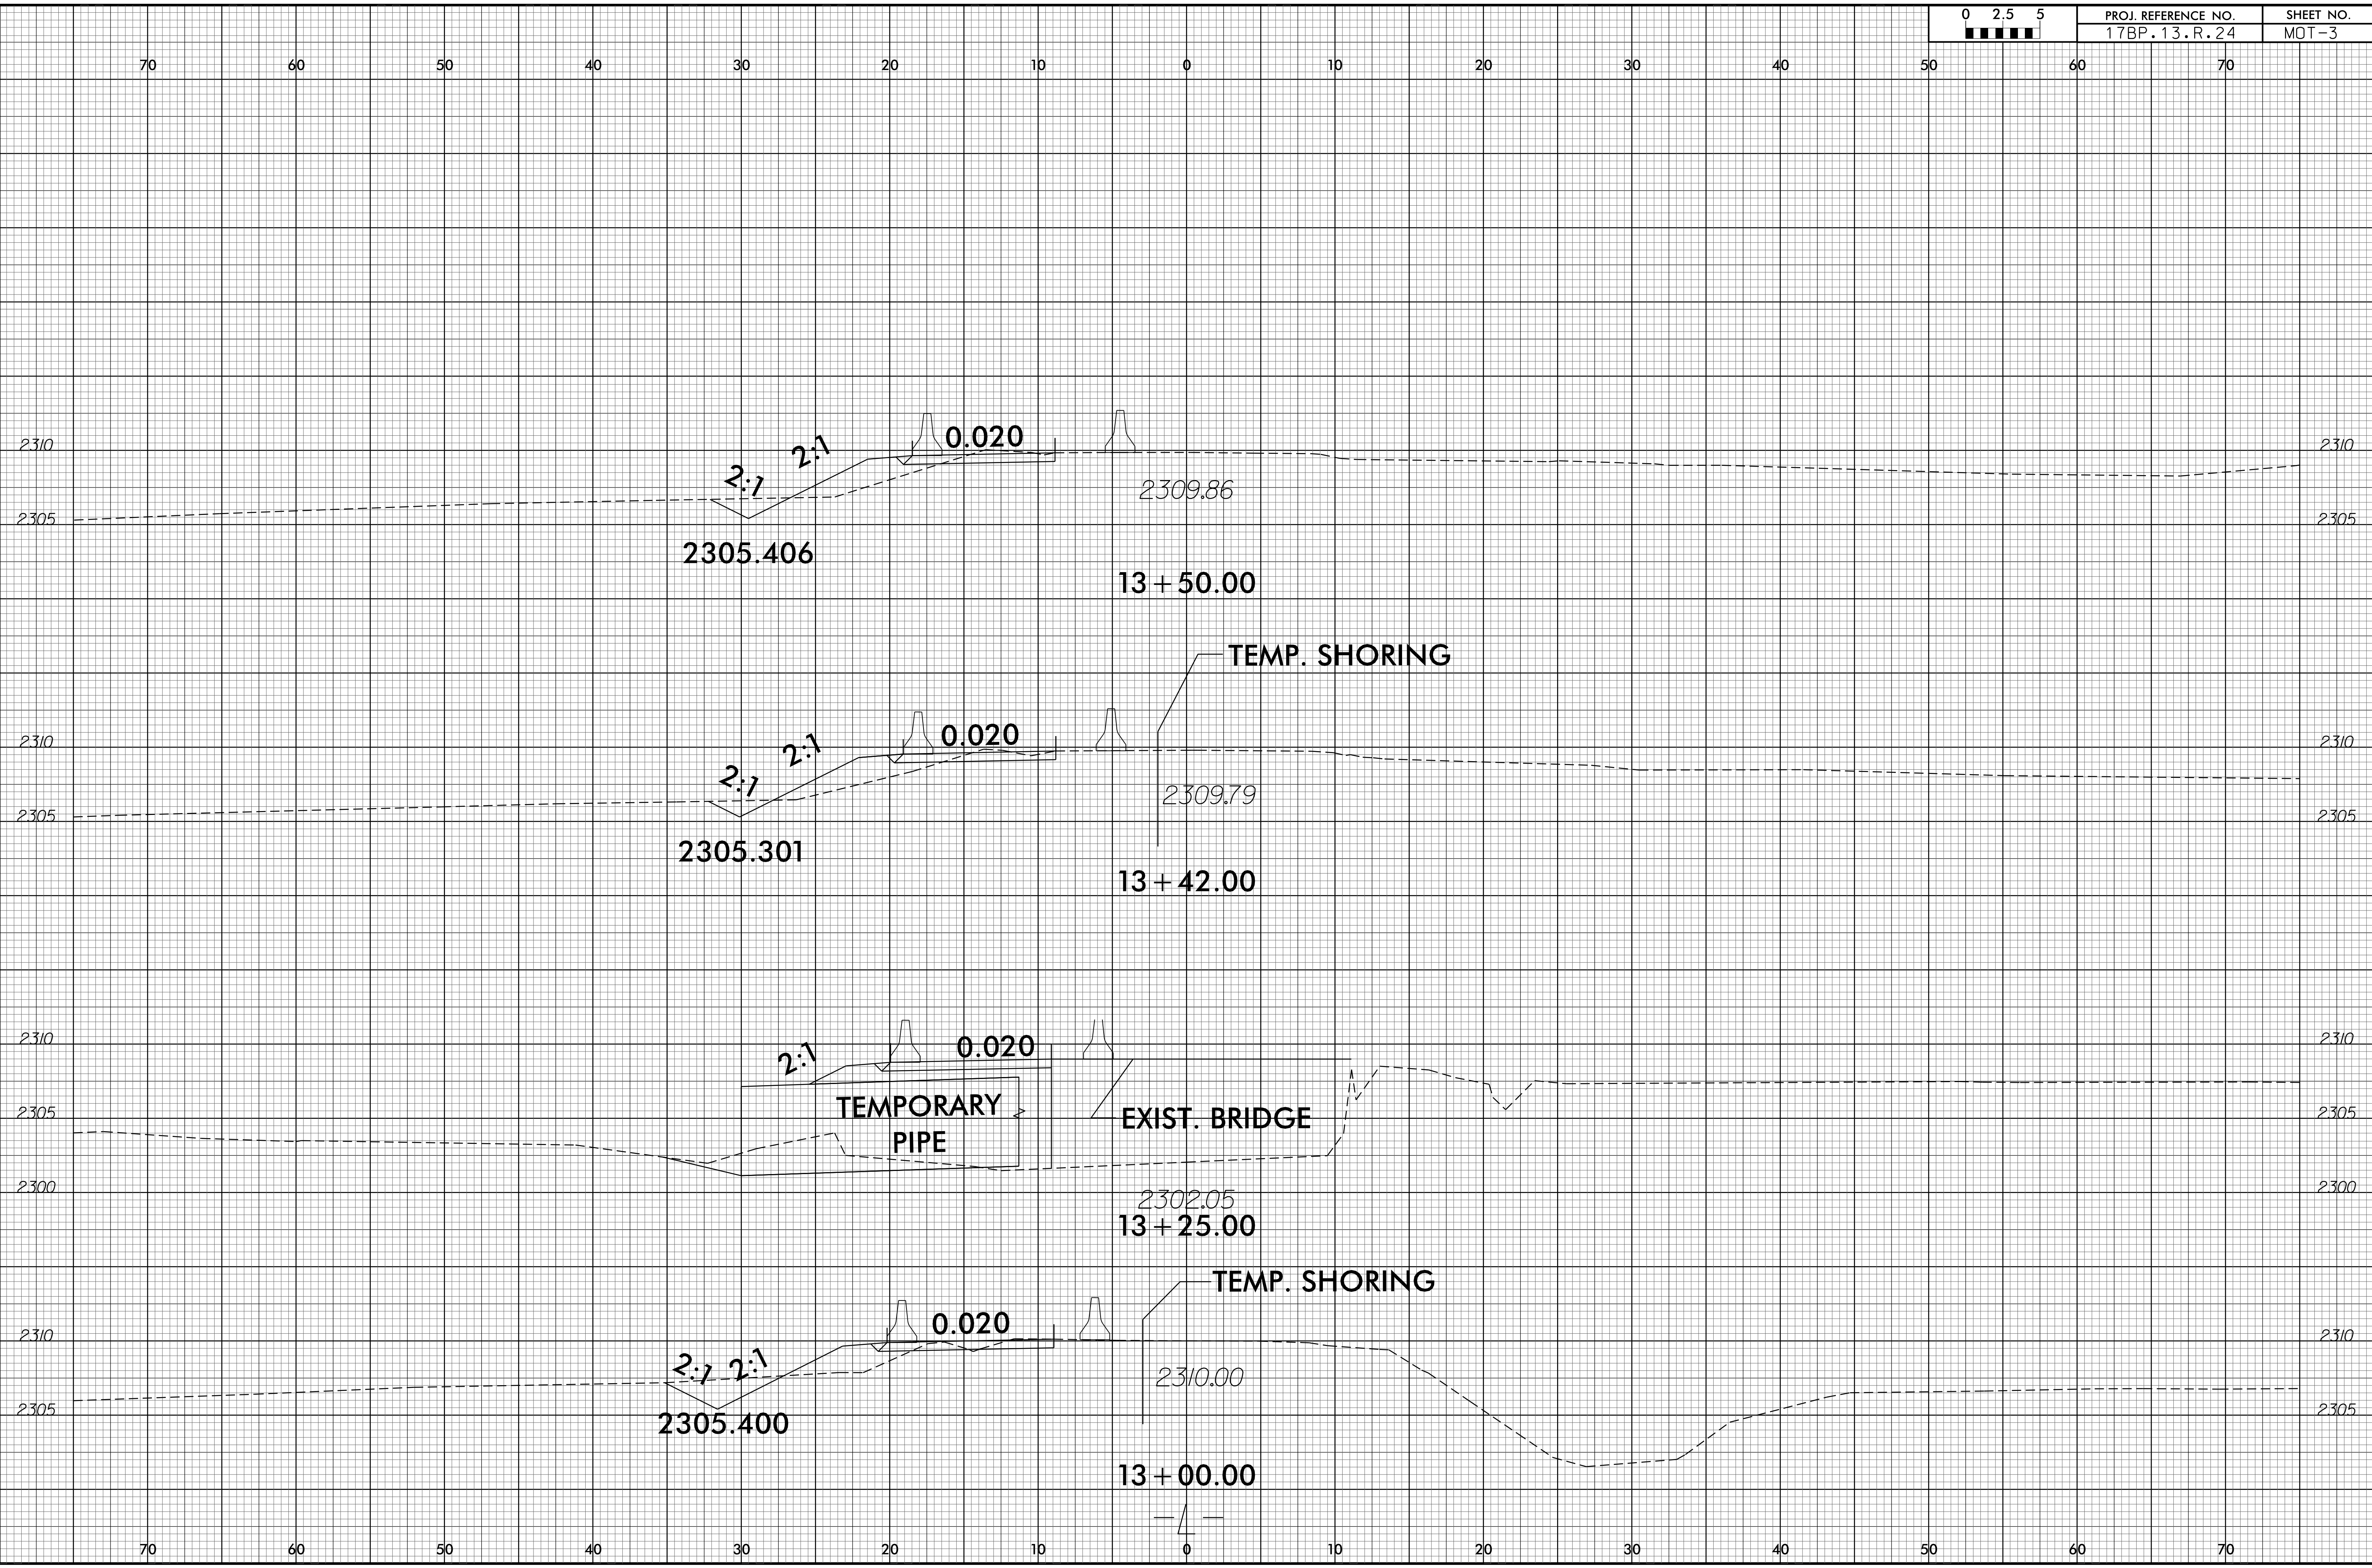 0 2.5 5
PROJ. REFERENCE NO. SHEET NO.
17BP.13.R.24 MOT-3
70 60 50 40 30 20 10 0 10 20 30 40 50 60 70
2:1 2:1 0.020
2310 2310
2309.86
2305 2305
2305.406
13+50.00
TEMP. SHORING
2:1 2:1 0.020
2310 2310
2309.79
2305 2305
2305.301
13+42.00
2310 2:1 0.020 2310
2305 TEMPORARY PIPE EXIST. BRIDGE 2305
2300 2300
2302.05
13+25.00
TEMP. SHORING
0.020
2310 2310
2:1 2:1 2310.00
2305 2305
2305.400
13+00.00
70 60 50 40 30 20 10 0 10 20 30 40 50 60 70